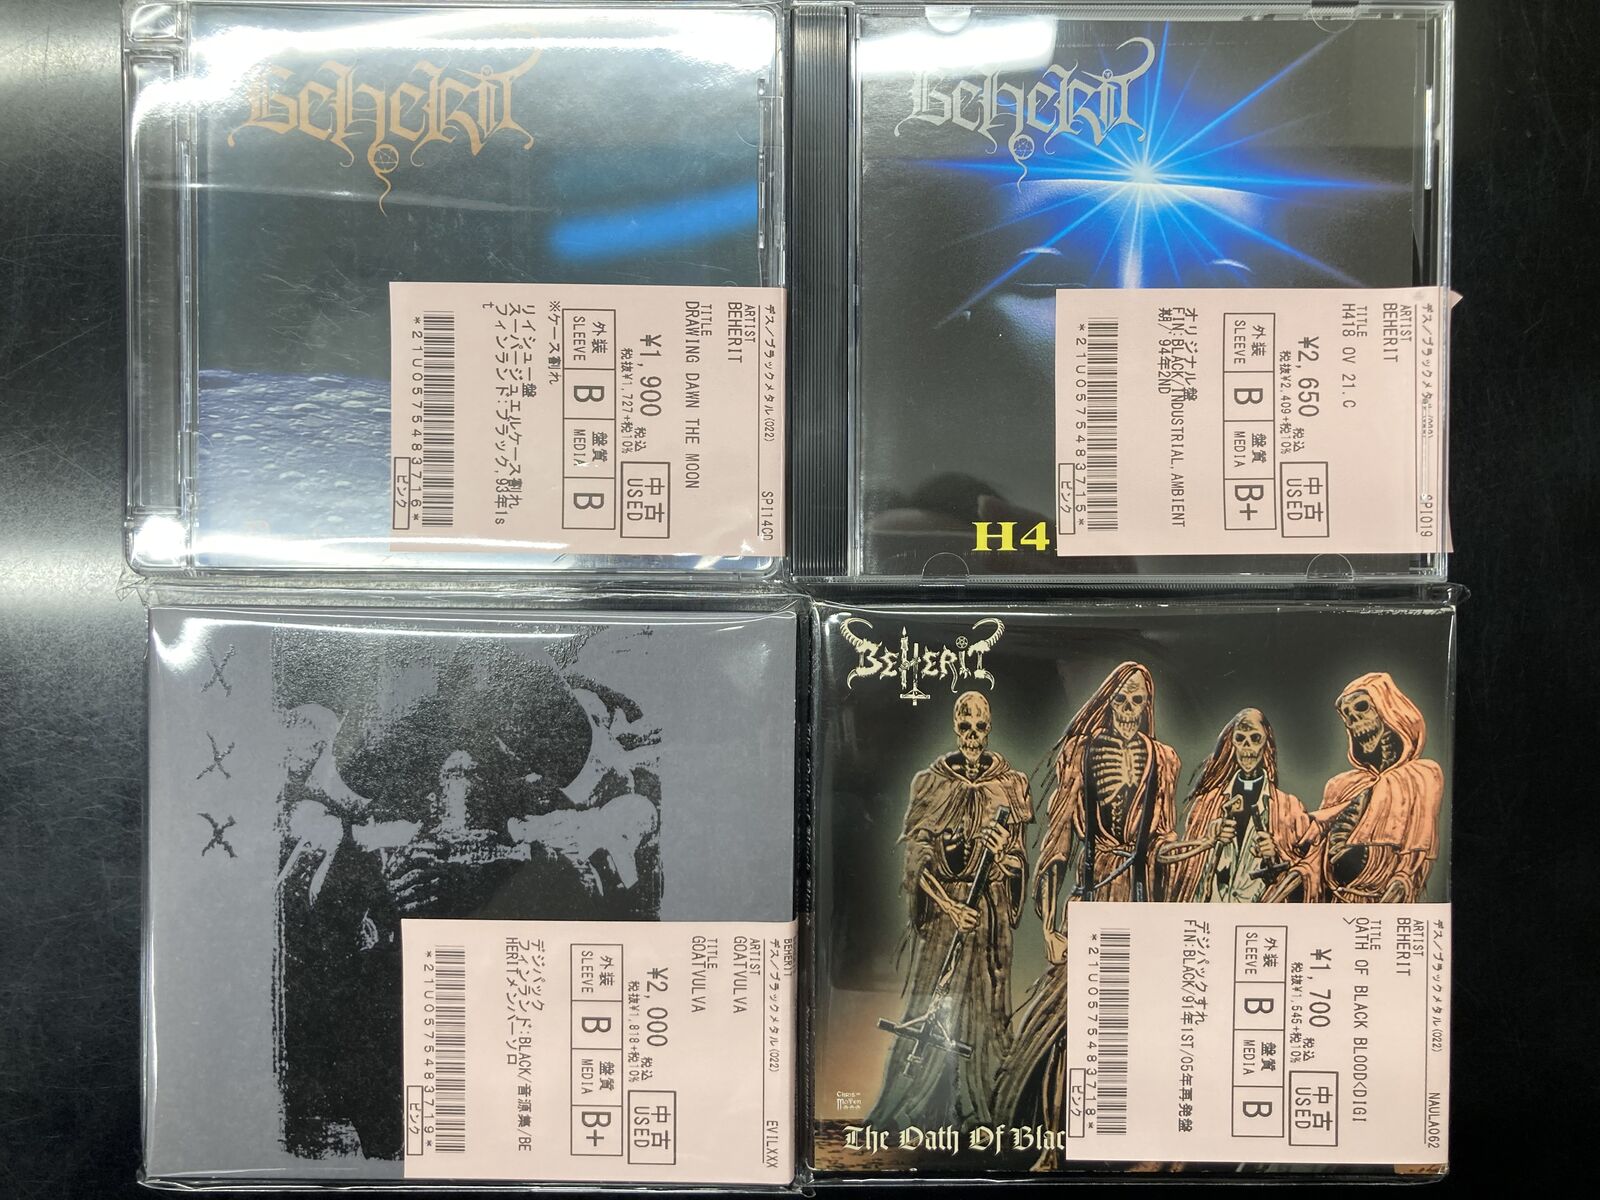 BEHERIT
デス/ブラックメタル(022) SPI14CD
ARTIST
BEHERIT
TITLE
DRAWING DAWN THE MOON
¥1,900 税込
税抜¥1,727+税10%
中古
USED
外装 B 盤質 B
SLEEVE MEDIA
※ケース割れ
リイシュー盤
スーパージュエルケース割れ
フィンランド:ブラック,93年1s
t
*21U057548 3716*
ピンク
BEHERIT
H4
デス/ブラックメタル(022) SPI019
ARTIST
BEHERIT
TITLE
H418 OV 21.C
¥2,650 税込
税抜¥2,409+税10%
中古
USED
外装 B 盤質 B+
SLEEVE MEDIA
オリジナル盤
FIN:BLACK/INDUSTRIAL,AMBIENT
期/'94年2ND
*21U0575483715*
ピンク
XXX
BEHERIT
デス/ブラックメタル(022) EVILXXX
ARTIST
GOATVULVA
TITLE
GOATVULVA
¥2,000 税込
税抜¥1,818+税10%
中古
USED
外装 B 盤質 B+
SLEEVE MEDIA
デジパック
フィンランド:BLACK/音源集/BE
HERITメンバーソロ
*21U0575483719*
ピンク
BEHERIT
CHRIS MOYEN
The Oath Of Blac
デス/ブラックメタル(022) NAULA062
ARTIST
BEHERIT
TITLE
OATH OF BLACK BLOOD<DIGI
>
¥1,700 税込
税抜¥1,645+税10%
中古
USED
外装 B 盤質 B
SLEEVE MEDIA
デジパックすれ
FIN:BLACK/91年1ST/05年再発盤
*21U0575483718*
ピンク